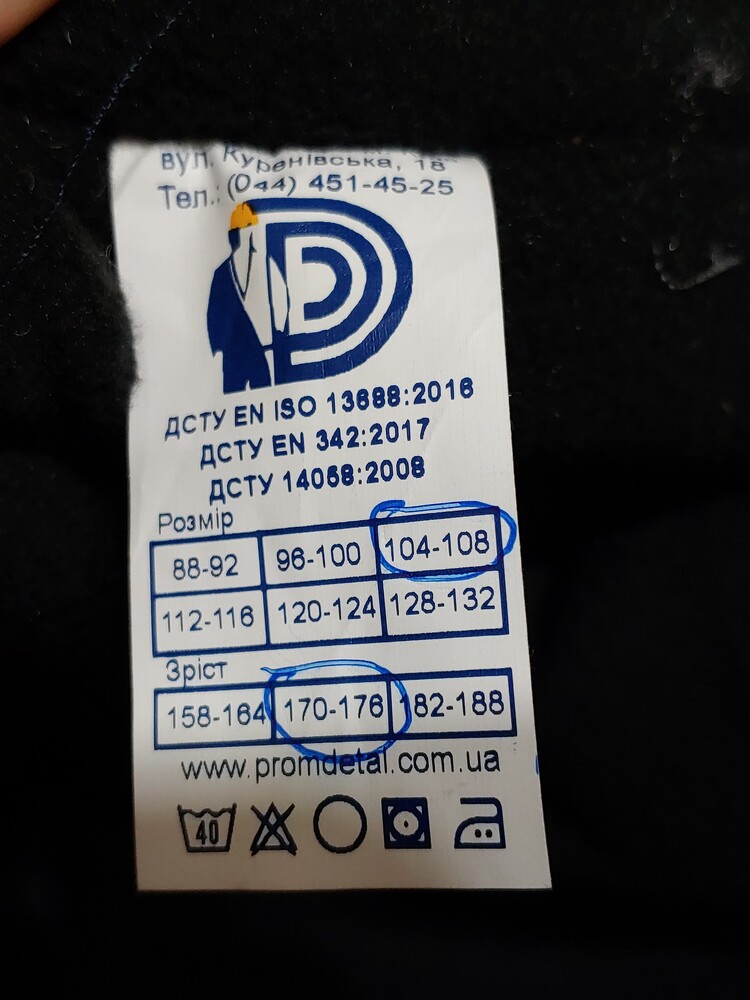 вул. Куренівська, 18
Тел.: (044) 451-45-25
ДСТУ EN ISO 13688:2016
ДСТУ EN 342:2017
ДСТУ 14058:2008
Розмір
88-92 96-100 104-108
112-116 120-124 128-132
Зріст
158-164 170-176 182-188
www.promdetal.com.ua
40